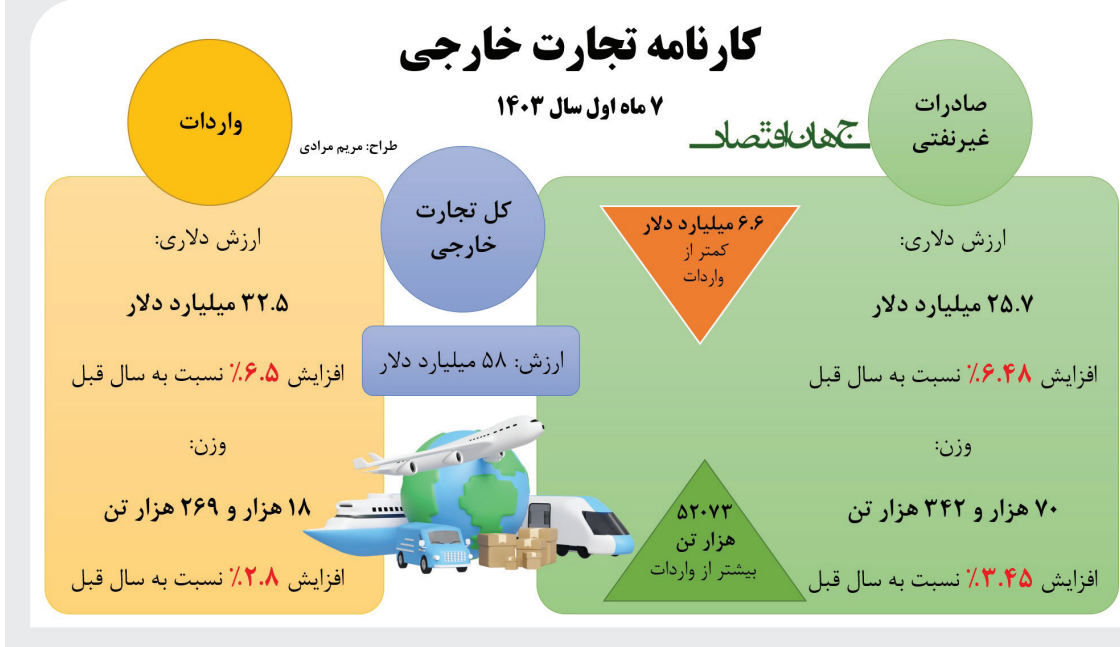 کارنامه تجارت خارجی
۷ ماه اول سال ۱۴۰۳
جهان اقتصاد
طراح: مریم مرادی
صادرات
غیرنفتی
ارزش دلاری:
۲۵.۷ میلیارد دلار
افزایش ۶.۴۸٪ نسبت به سال قبل
وزن:
۷۰ هزار و ۳۴۲ هزار تن
افزایش ۳.۴۵٪ نسبت به سال قبل
۶.۶ میلیارد دلار
کمتر از
واردات
۵۲۰۷۳
هزار تن
بیشتر از واردات
کل تجارت
خارجی
ارزش: ۵۸ میلیارد دلار
واردات
ارزش دلاری:
۳۲.۵ میلیارد دلار
افزایش ۶.۵٪ نسبت به سال قبل
وزن:
۱۸ هزار و ۲۶۹ هزار تن
افزایش ۲.۸٪ نسبت به سال قبل